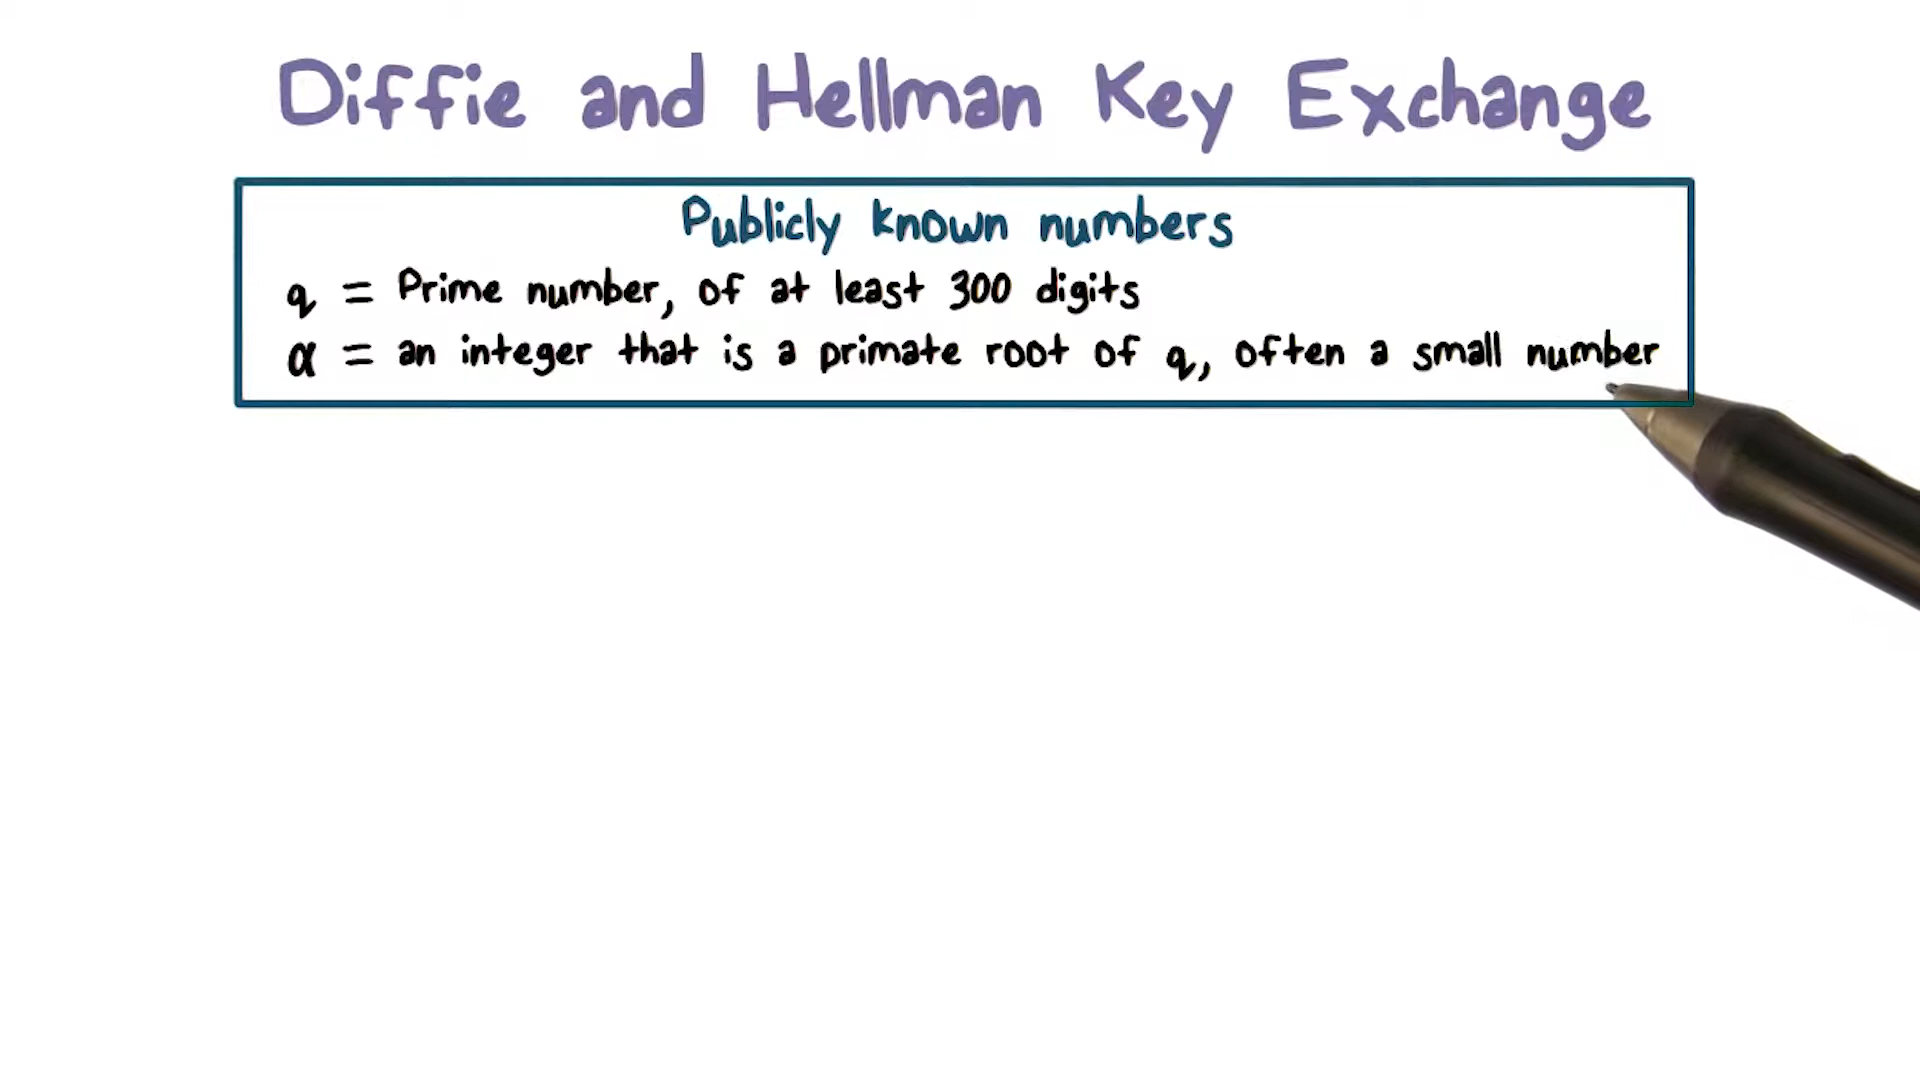 Diffie and Hellman Key Exchange
Publicly known numbers
q = Prime number, of at least 300 digits
α = an integer that is a primate root of q, often a small number